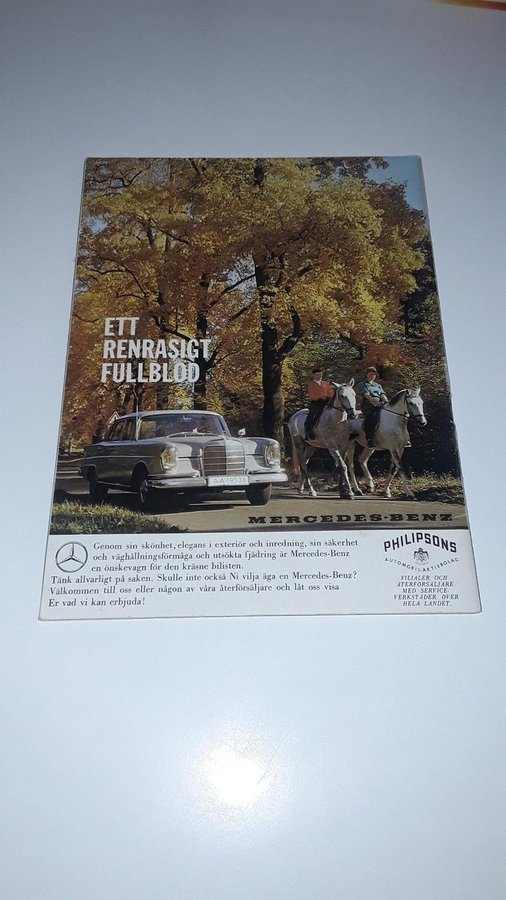 ETT
RENRASIGT
FULLBLOD
MERCEDES-BENZ
Genom sin skönhet, elegans i exteriör och inredning, sin säkerhet
och väghållningsförmåga och utsökta fjädring är Mercedes-Benz
en önskevagn för den kräsne bilisten.
Tänk allvarligt på saken. Skulle inte också Ni vilja äga en Mercedes-Benz?
Välkommen till oss eller någon av våra återförsäljare och låt oss visa
Er vad vi kan erbjuda!
PHILIPSONS
AUTOMOBILAKTIEBOLAG
FILIALER OCH
ÅTERFÖRSÄLJARE
MED SERVICE-
VERKSTÄDER ÖVER
HELA LANDET.